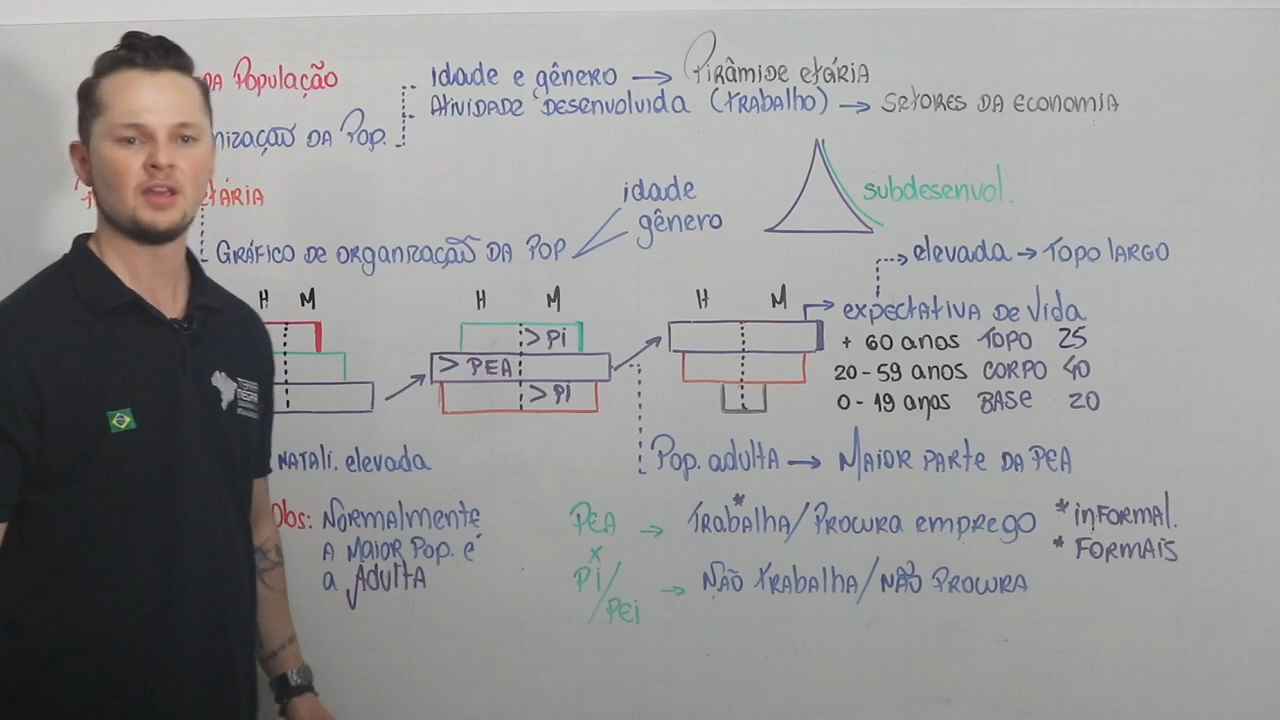 DA População
idade e gênero → Pirâmide etária
Atividade desenvolvida (trabalho) → setores da economia
nização da Pop.
etária
idade
gênero
subdesenvol.
Gráfico de organização da Pop
elevada → Topo largo
H M
H M
H M
expectativa de vida
> Pi
+ 60 anos Topo 25
> PEA
20 - 59 anos corpo 40
> Pi
0 - 19 anos Base 20
Natali. elevada
Pop. adulta → Maior parte da PEA
Obs: Normalmente
a maior Pop. é
a Adulta
PEA → Trabalha*/Procura emprego
* informal.
* Formais
x
Pi/PEi → Não trabalha/não procura